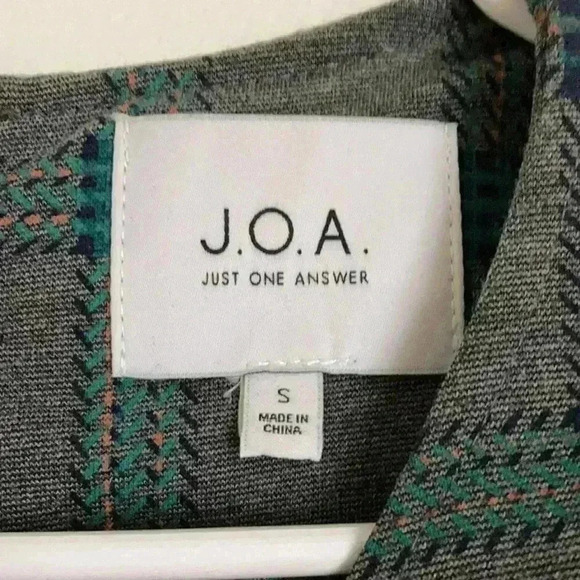 J.O.A.
JUST ONE ANSWER
S
MADE IN
CHINA